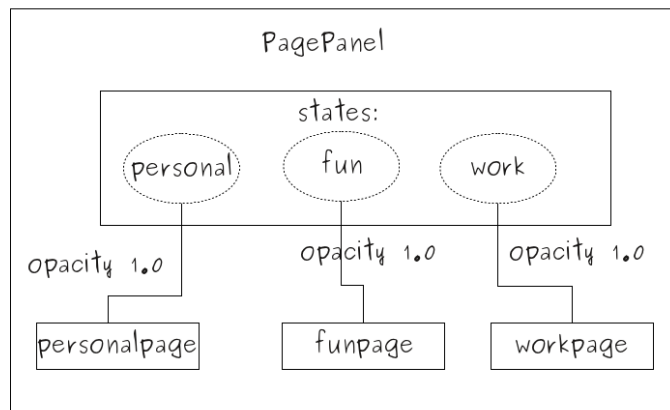 PagePanel
states:
personal fun work
opacity 1.0 opacity 1.0 opacity 1.0
personalpage funpage workpage